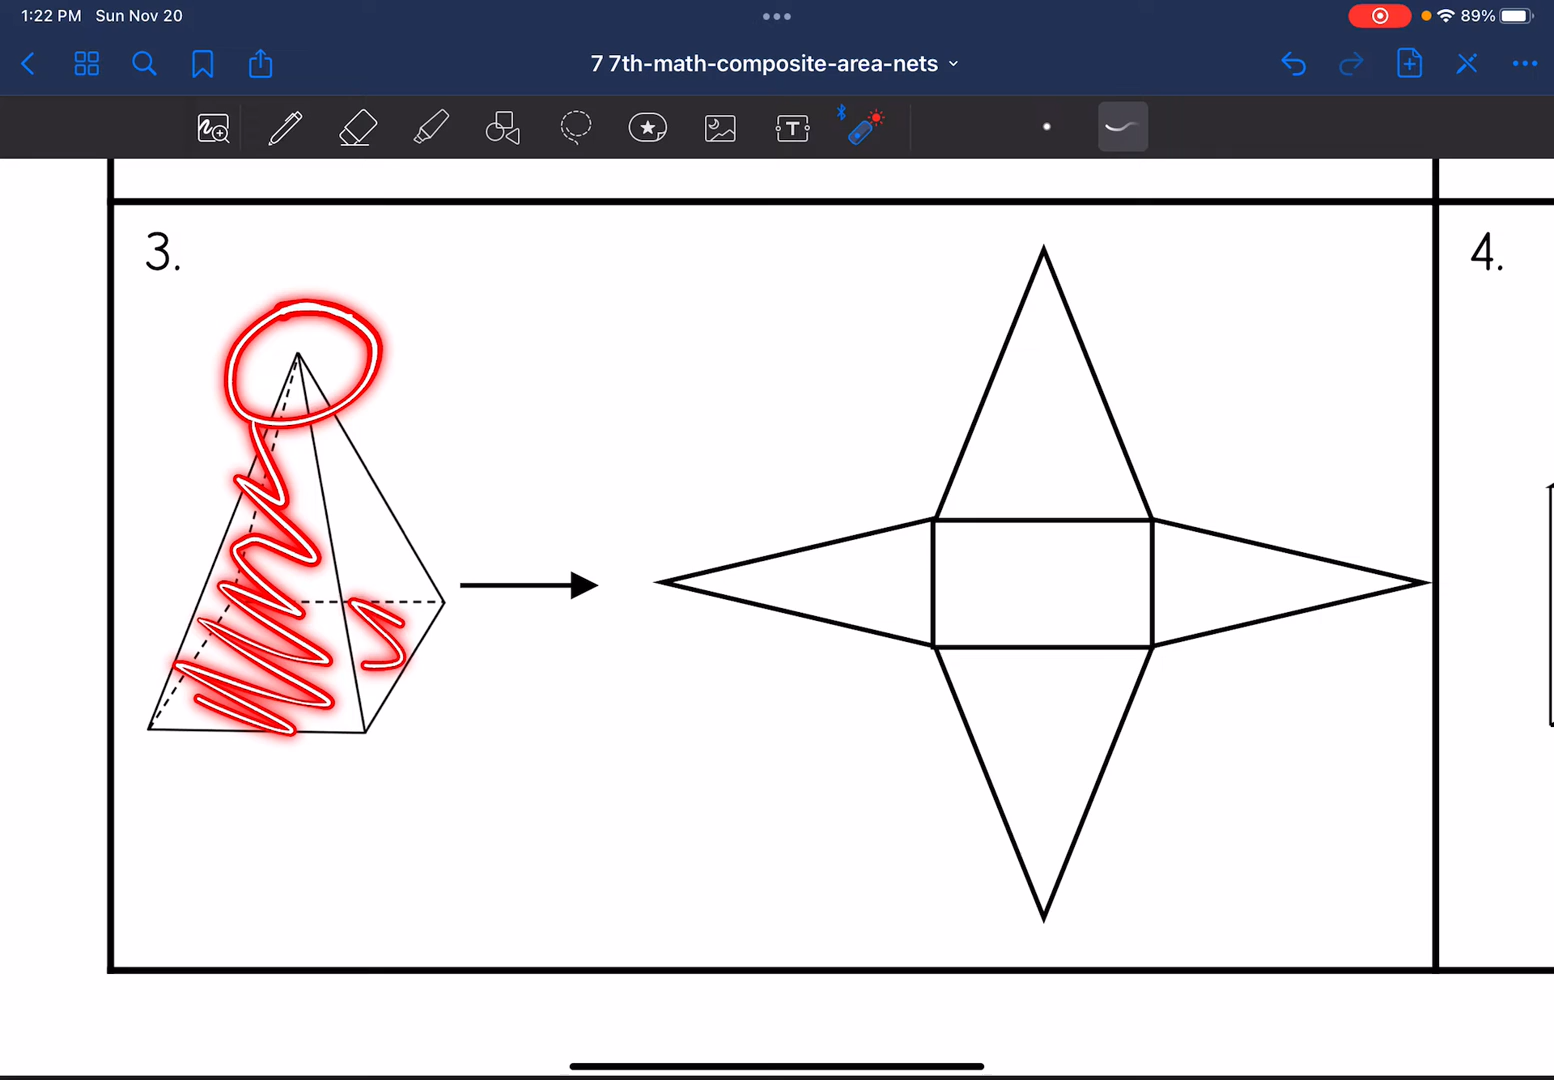 1:22 PM Sun Nov 20
89%
7 7th-math-composite-area-nets
T
3.
4.